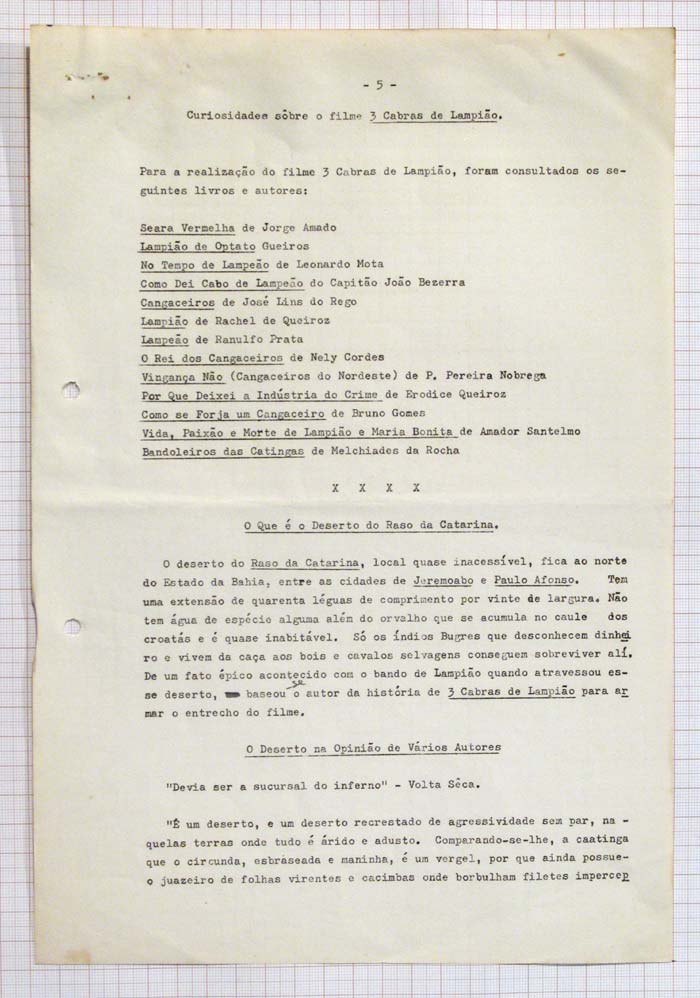 - 5 -
Curiosidades sôbre o filme 3 Cabras de Lampião.
Para a realização do filme 3 Cabras de Lampião, foram consultados os se-
guintes livros e autores:
Seara Vermelha de Jorge Amado
Lampião de Optato Gueiros
No Tempo de Lampeão de Leonardo Mota
Como Dei Cabo de Lampeão do Capitão João Bezerra
Cangaceiros de José Lins do Rego
Lampião de Rachel de Queiroz
Lampeão de Ranulfo Prata
O Rei dos Cangaceiros de Nely Cordes
Vingança Não (Cangaceiros do Nordeste) de P. Pereira Nobrega
Por Que Deixei a Indústria do Crime de Erodice Queiroz
Como se Forja um Cangaceiro de Bruno Gomes
Vida, Paixão e Morte de Lampião e Maria Bonita de Amador Santelmo
Bandoleiros das Catingas de Melchiades da Rocha
X X X X
O Que é o Deserto do Raso da Catarina.
O deserto do Raso da Catarina, local quase inacessível, fica ao norte
do Estado da Bahia, entre as cidades de Jeremoabo e Paulo Afonso. Tem
uma extensão de quarenta léguas de comprimento por vinte de largura. Não
tem água de espécie alguma além do orvalho que se acumula no caule dos
croatás e é quase inabitável. Só os índios Bugres que desconhecem dinhei
ro e vivem da caça aos bois e cavalos selvagens conseguem sobreviver alí.
De um fato épico acontecido com o bando de Lampião quando atravessou es-
se deserto, baseou se o autor da história de 3 Cabras de Lampião para ar
mar o entrecho do filme.
O Deserto na Opinião de Vários Autores
"Devia ser a sucursal do inferno" - Volta Sêca.
"É um deserto, e um deserto recrestado de agressividade sem par, na -
quelas terras onde tudo é árido e adusto. Comparando-se-lhe, a caatinga
que o circunda, esbraseada e maninha, é um vergel, por que ainda possue-
o juazeiro de folhas virentes e cacimbas onde borbulham filetes impercep